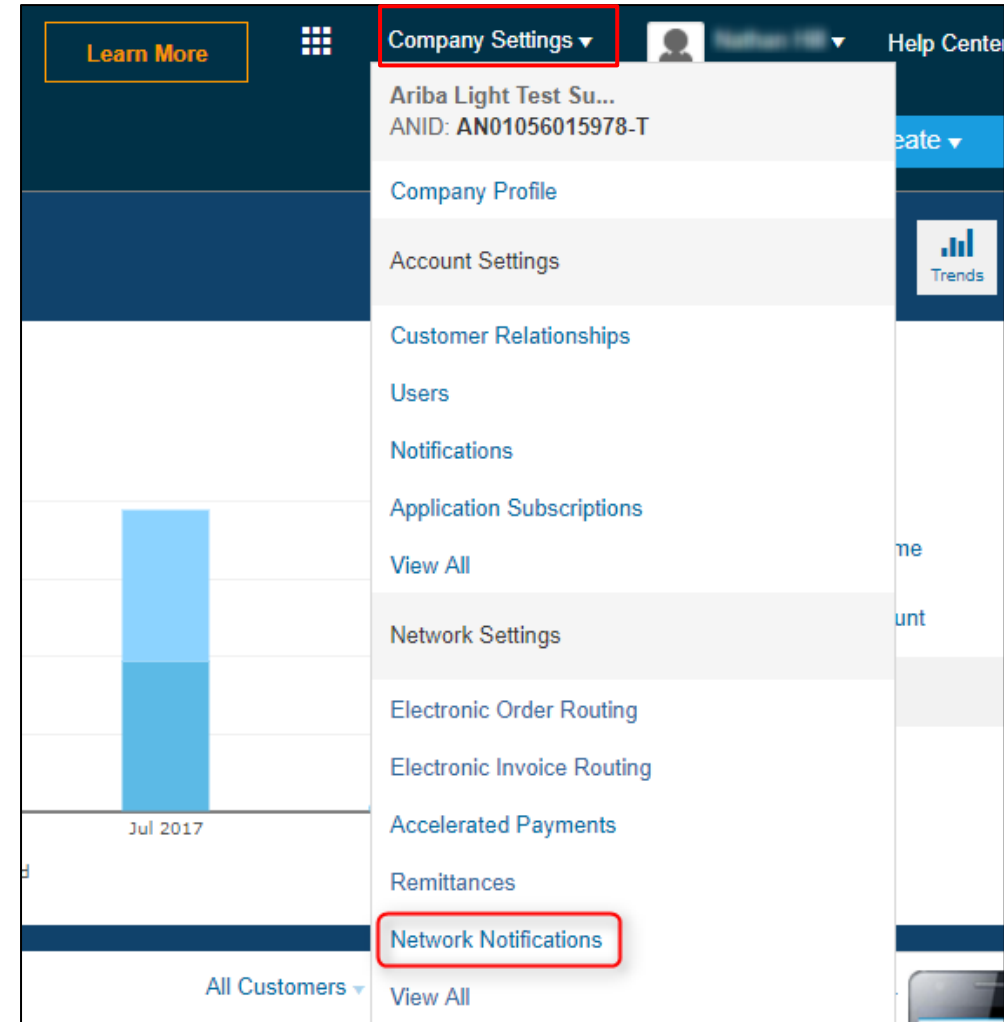 Learn More
Company Settings ▾
Help Center
Ariba Light Test Su...
ANID: AN01056015978-T
eate ▾
Company Profile
Account Settings
Trends
Customer Relationships
Users
Notifications
Application Subscriptions
View All
me
unt
Network Settings
Electronic Order Routing
Electronic Invoice Routing
Accelerated Payments
Jul 2017
Remittances
Network Notifications
All Customers ▾
View All